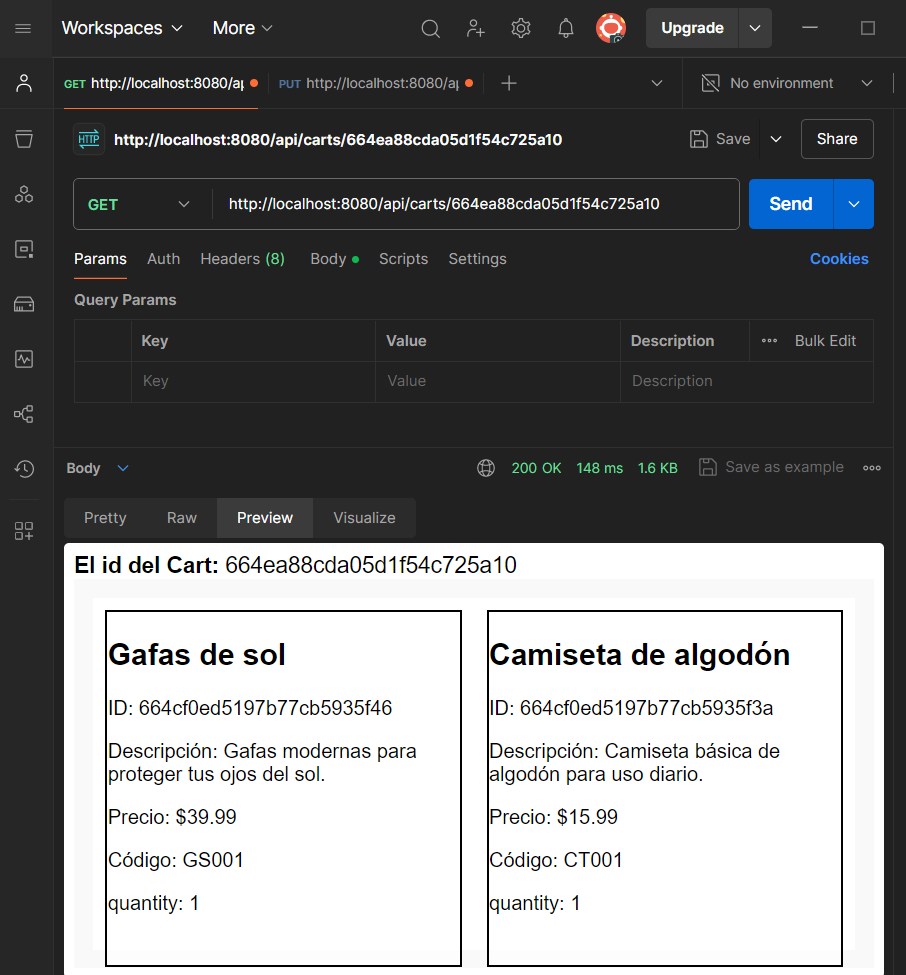 Workspaces More Upgrade
GET http://localhost:8080/ap PUT http://localhost:8080/ap No environment
HTTP http://localhost:8080/api/carts/664ea88cda05d1f54c725a10 Save Share
GET http://localhost:8080/api/carts/664ea88cda05d1f54c725a10 Send
Params Auth Headers (8) Body Scripts Settings Cookies
Query Params
Key Value Description Bulk Edit
Key Value Description
Body 200 OK 148 ms 1.6 KB Save as example
Pretty Raw Preview Visualize
El id del Cart: 664ea88cda05d1f54c725a10
Gafas de sol
ID: 664cf0ed5197b77cb5935f46
Descripción: Gafas modernas para
proteger tus ojos del sol.
Precio: $39.99
Código: GS001
quantity: 1
Camiseta de algodón
ID: 664cf0ed5197b77cb5935f3a
Descripción: Camiseta básica de
algodón para uso diario.
Precio: $15.99
Código: CT001
quantity: 1